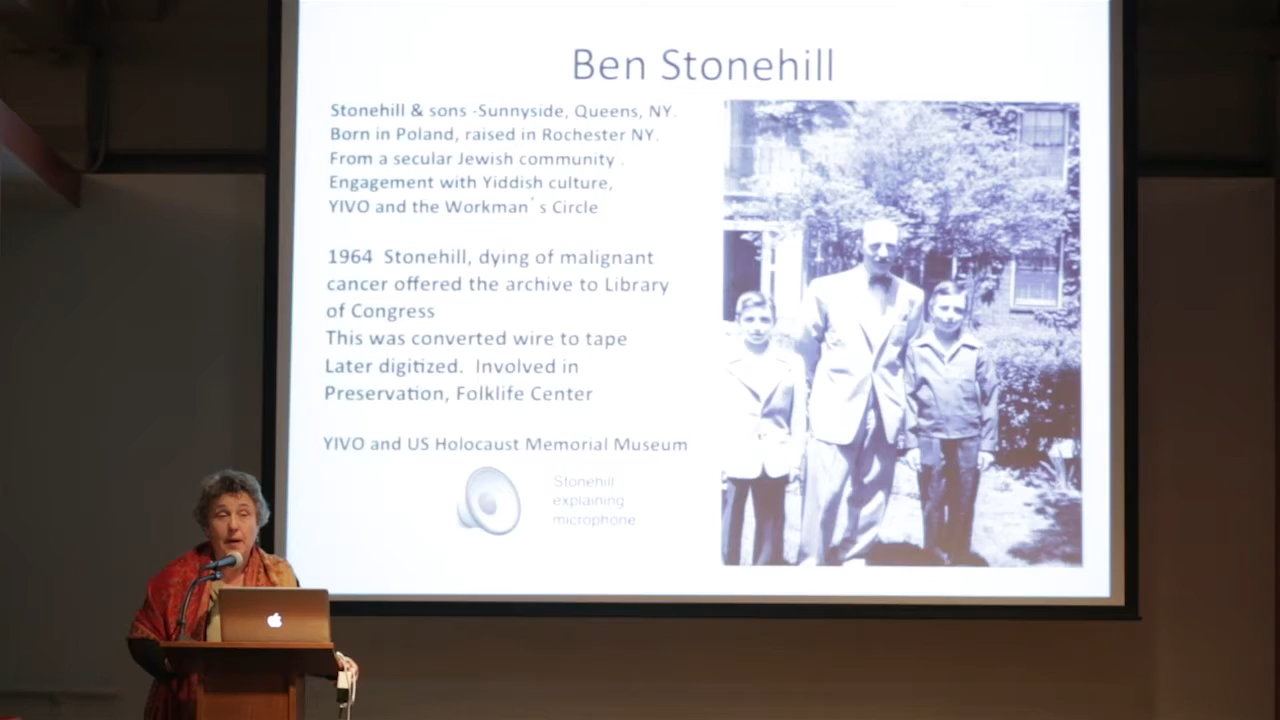 Ben Stonehill
Stonehill & sons -Sunnyside, Queens, NY.
Born in Poland, raised in Rochester NY.
From a secular Jewish community .
Engagement with Yiddish culture,
YIVO and the Workman´s Circle
1964 Stonehill, dying of malignant
cancer offered the archive to Library
of Congress
This was converted wire to tape
Later digitized. Involved in
Preservation, Folklife Center
YIVO and US Holocaust Memorial Museum
Stonehill
explaining
microphone